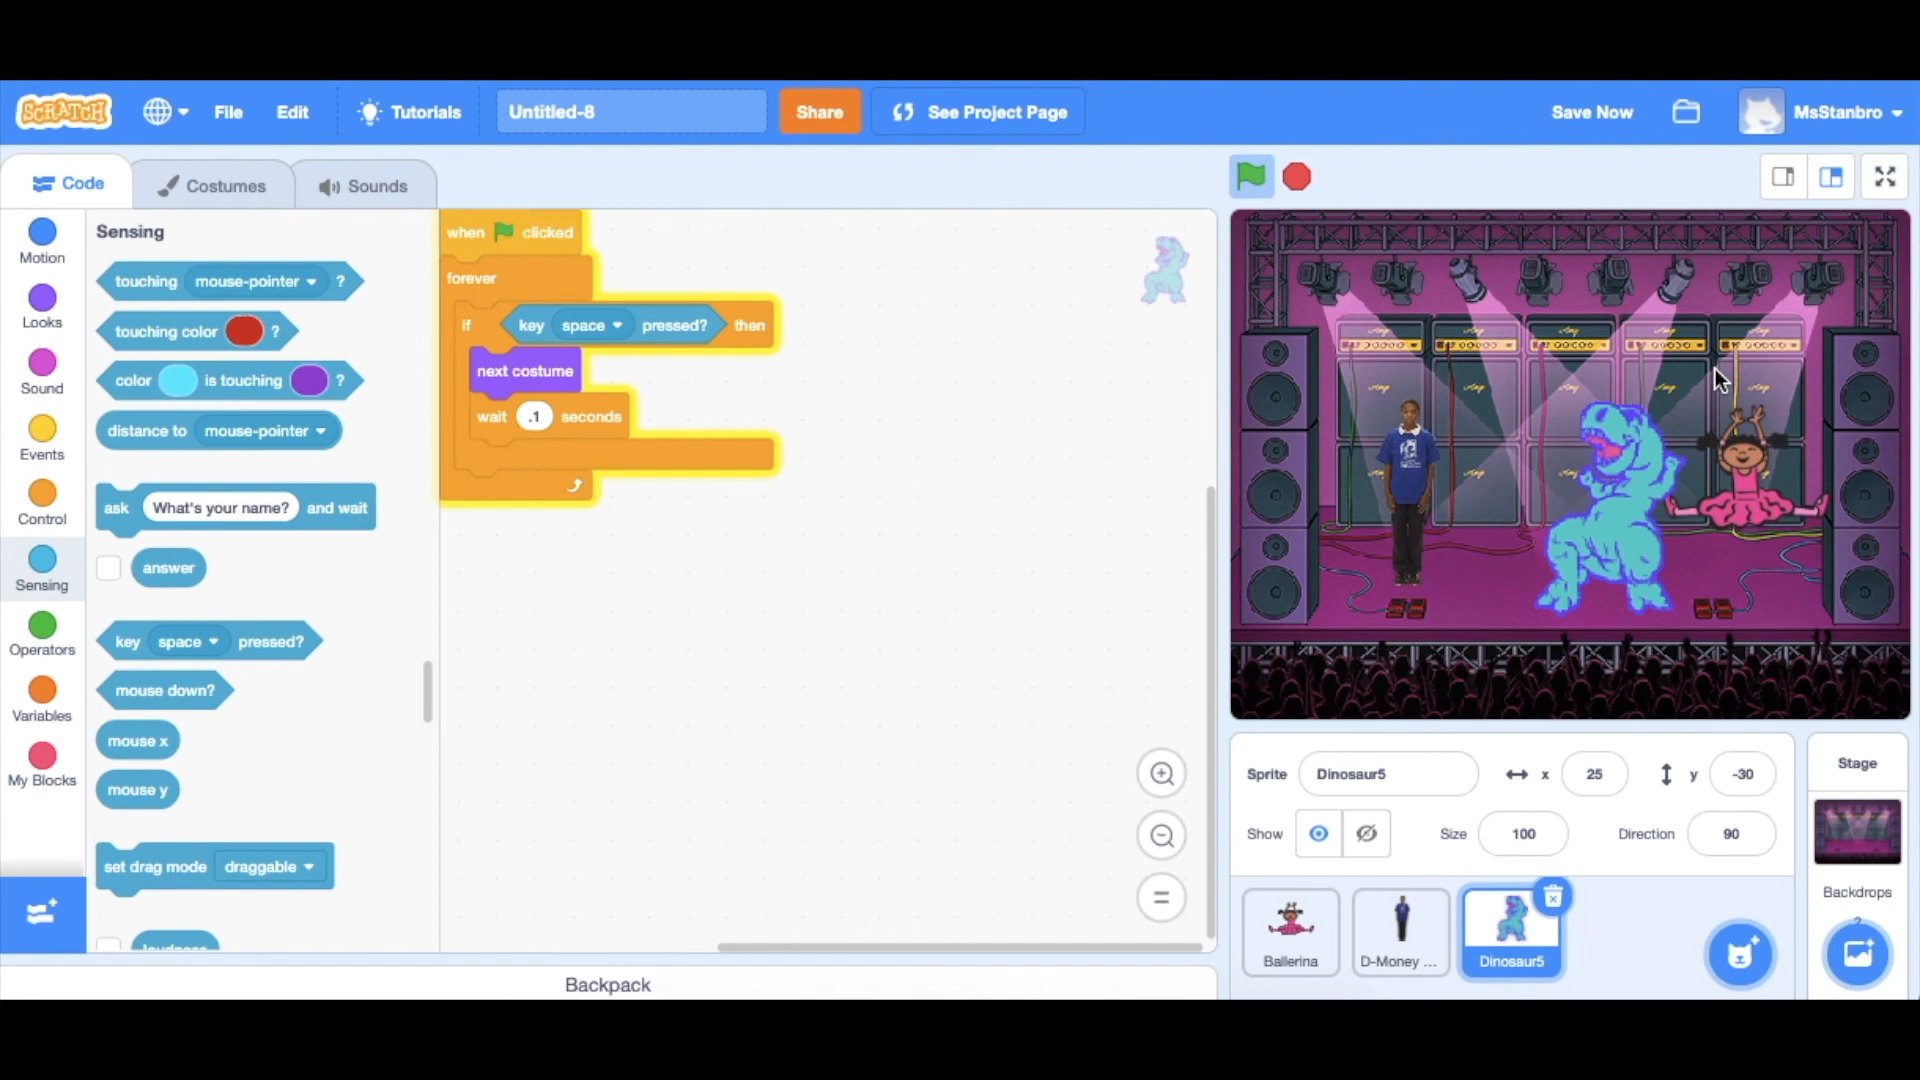 SCRATCH File Edit Tutorials Untitled-8 Share See Project Page Save Now MsStanbro
Code Costumes Sounds
Motion
Looks
Sound
Events
Control
Sensing
Operators
Variables
My Blocks
Sensing
touching mouse-pointer ?
touching color ?
color is touching ?
distance to mouse-pointer
ask What's your name? and wait
answer
key space pressed?
mouse down?
mouse x
mouse y
set drag mode draggable
loudness
when clicked
forever
if key space pressed? then
next costume
wait .1 seconds
Backpack
Sprite Dinosaur5 x 25 y -30
Show Size 100 Direction 90
Ballerina
D-Money ...
Dinosaur5
Stage
Backdrops
2